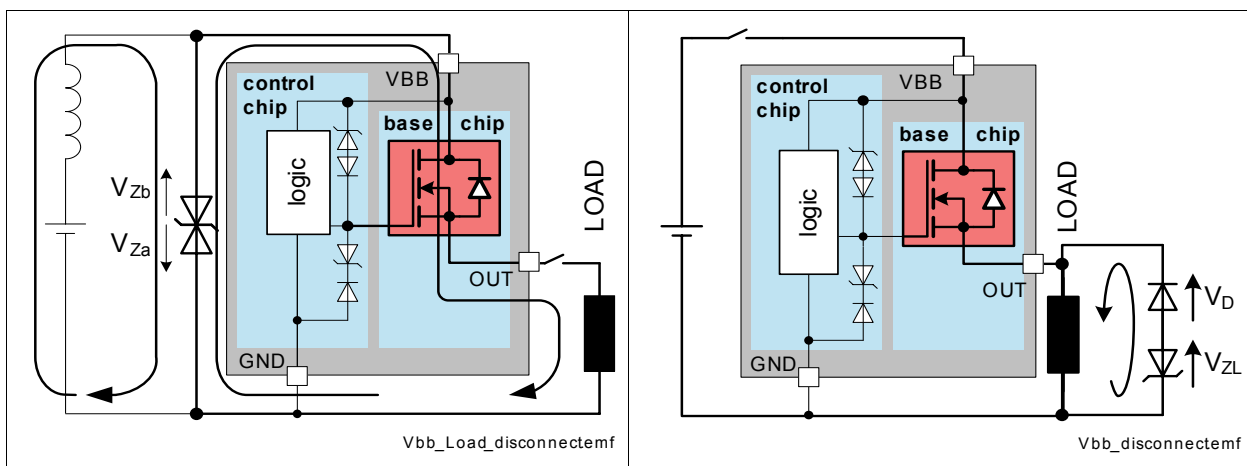 control
chip
VBB
base chip
logic
LOAD
VZb
VZa
OUT
GND
Vbb_Load_disconnectemf
control
chip
VBB
base chip
logic
LOAD
OUT
VD
VZL
GND
Vbb_disconnectemf